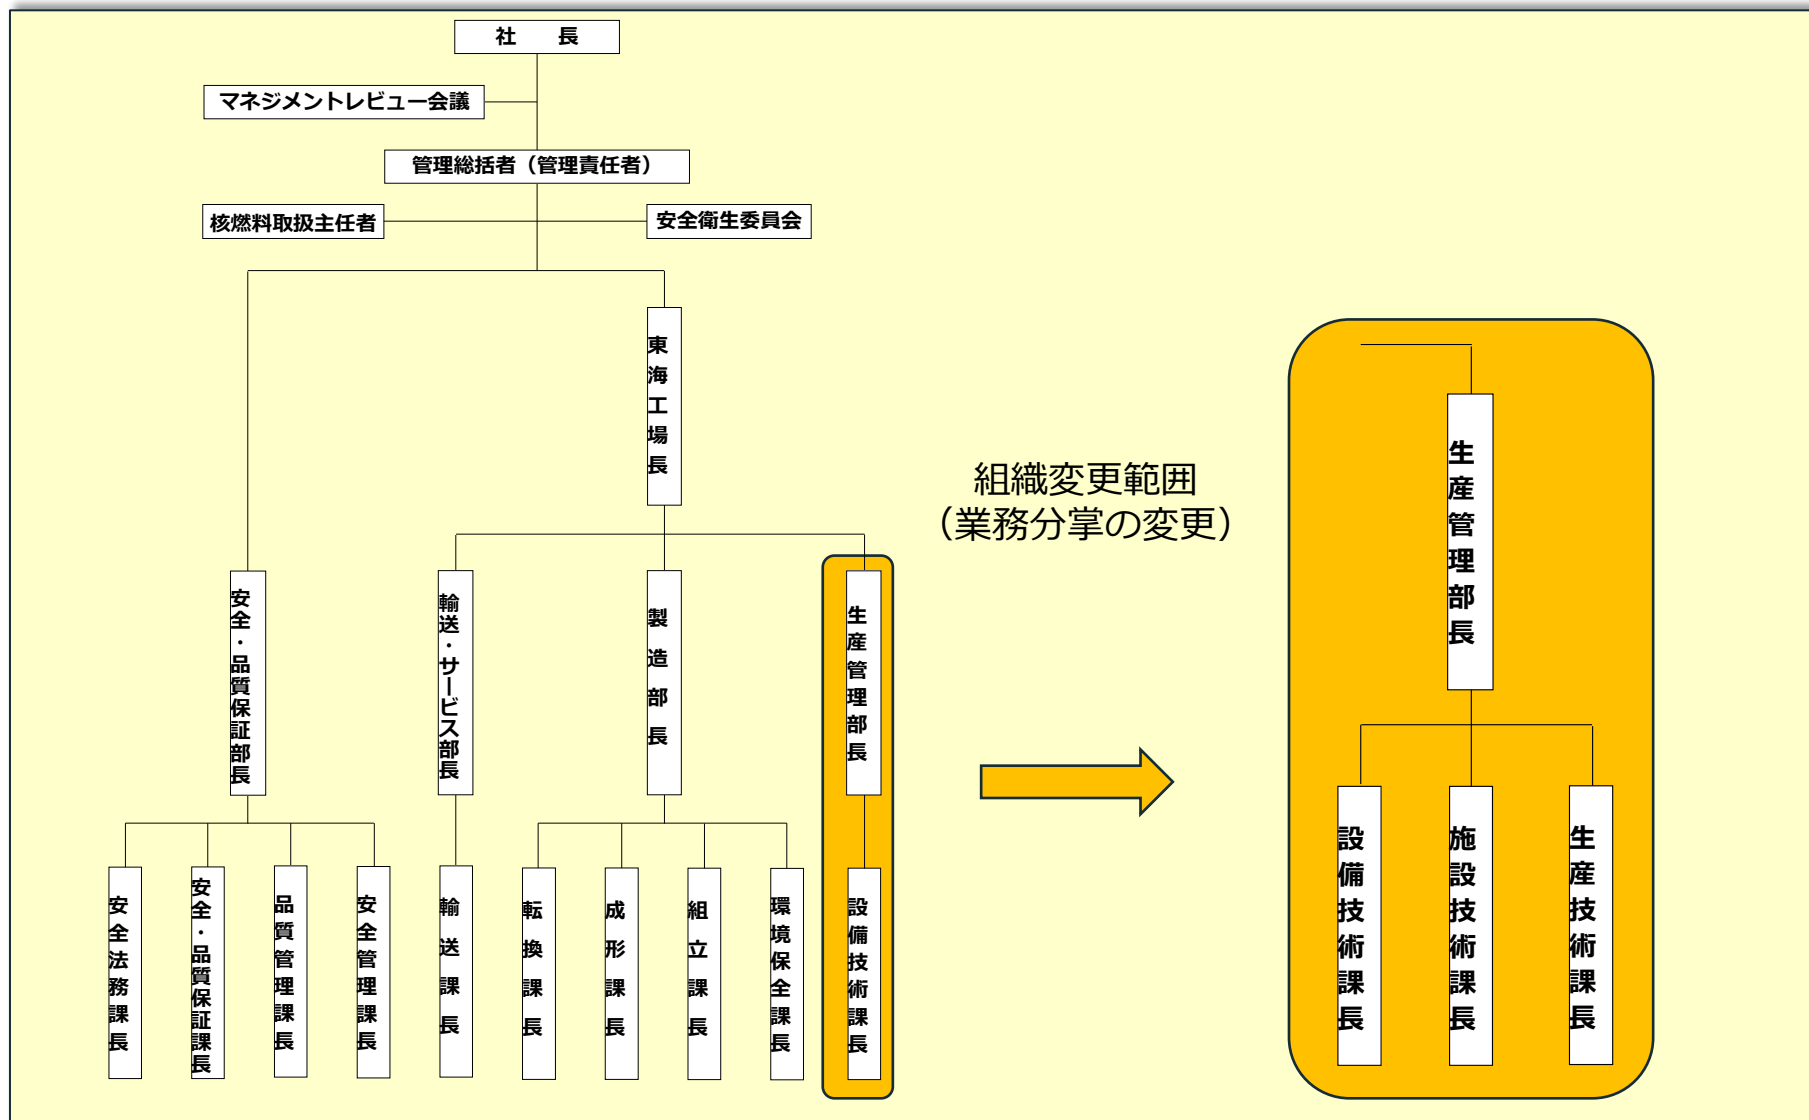 社　長
マネジメントレビュー会議
管理総括者（管理責任者）
核燃料取扱主任者
安全衛生委員会
東海工場長
組織変更範囲
（業務分掌の変更）
安全・品質保証部長
輸送・サービス部長
製造部長
生産管理部長
安全法務課長
安全・品質保証課長
品質管理課長
安全管理課長
輸送課長
転換課長
成形課長
組立課長
環境保全課長
設備技術課長
生産管理部長
設備技術課長
施設技術課長
生産技術課長